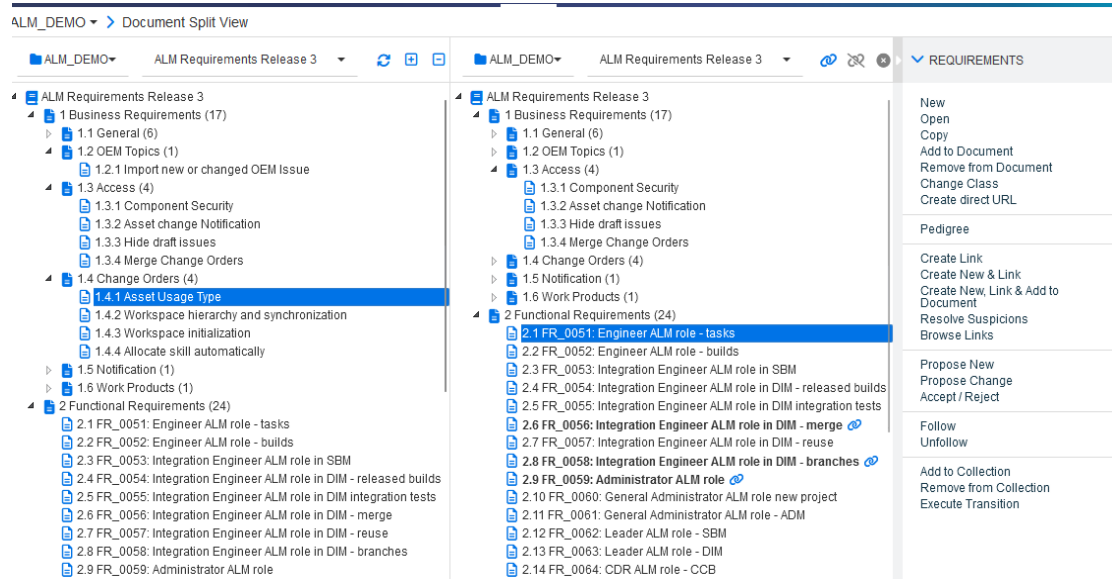 ALM_DEMO > Document Split View
ALM_DEMO
ALM Requirements Release 3
ALM Requirements Release 3
1 Business Requirements (17)
1.1 General (6)
1.2 OEM Topics (1)
1.2.1 Import new or changed OEM Issue
1.3 Access (4)
1.3.1 Component Security
1.3.2 Asset change Notification
1.3.3 Hide draft issues
1.3.4 Merge Change Orders
1.4 Change Orders (4)
1.4.1 Asset Usage Type
1.4.2 Workspace hierarchy and synchronization
1.4.3 Workspace initialization
1.4.4 Allocate skill automatically
1.5 Notification (1)
1.6 Work Products (1)
2 Functional Requirements (24)
2.1 FR_0051: Engineer ALM role - tasks
2.2 FR_0052: Engineer ALM role - builds
2.3 FR_0053: Integration Engineer ALM role in SBM
2.4 FR_0054: Integration Engineer ALM role in DIM - released builds
2.5 FR_0055: Integration Engineer ALM role in DIM integration tests
2.6 FR_0056: Integration Engineer ALM role in DIM - merge
2.7 FR_0057: Integration Engineer ALM role in DIM - reuse
2.8 FR_0058: Integration Engineer ALM role in DIM - branches
2.9 FR_0059: Administrator ALM role
ALM_DEMO
ALM Requirements Release 3
ALM Requirements Release 3
1 Business Requirements (17)
1.1 General (6)
1.2 OEM Topics (1)
1.3 Access (4)
1.3.1 Component Security
1.3.2 Asset change Notification
1.3.3 Hide draft issues
1.3.4 Merge Change Orders
1.4 Change Orders (4)
1.5 Notification (1)
1.6 Work Products (1)
2 Functional Requirements (24)
2.1 FR_0051: Engineer ALM role - tasks
2.2 FR_0052: Engineer ALM role - builds
2.3 FR_0053: Integration Engineer ALM role in SBM
2.4 FR_0054: Integration Engineer ALM role in DIM - released builds
2.5 FR_0055: Integration Engineer ALM role in DIM integration tests
2.6 FR_0056: Integration Engineer ALM role in DIM - merge
2.7 FR_0057: Integration Engineer ALM role in DIM - reuse
2.8 FR_0058: Integration Engineer ALM role in DIM - branches
2.9 FR_0059: Administrator ALM role
2.10 FR_0060: General Administrator ALM role new project
2.11 FR_0061: General Administrator ALM role - ADM
2.12 FR_0062: Leader ALM role - SBM
2.13 FR_0063: Leader ALM role - DIM
2.14 FR_0064: CDR ALM role - CCB
REQUIREMENTS
New
Open
Copy
Add to Document
Remove from Document
Change Class
Create direct URL
Pedigree
Create Link
Create New & Link
Create New, Link & Add to
Document
Resolve Suspicions
Browse Links
Propose New
Propose Change
Accept / Reject
Follow
Unfollow
Add to Collection
Remove from Collection
Execute Transition